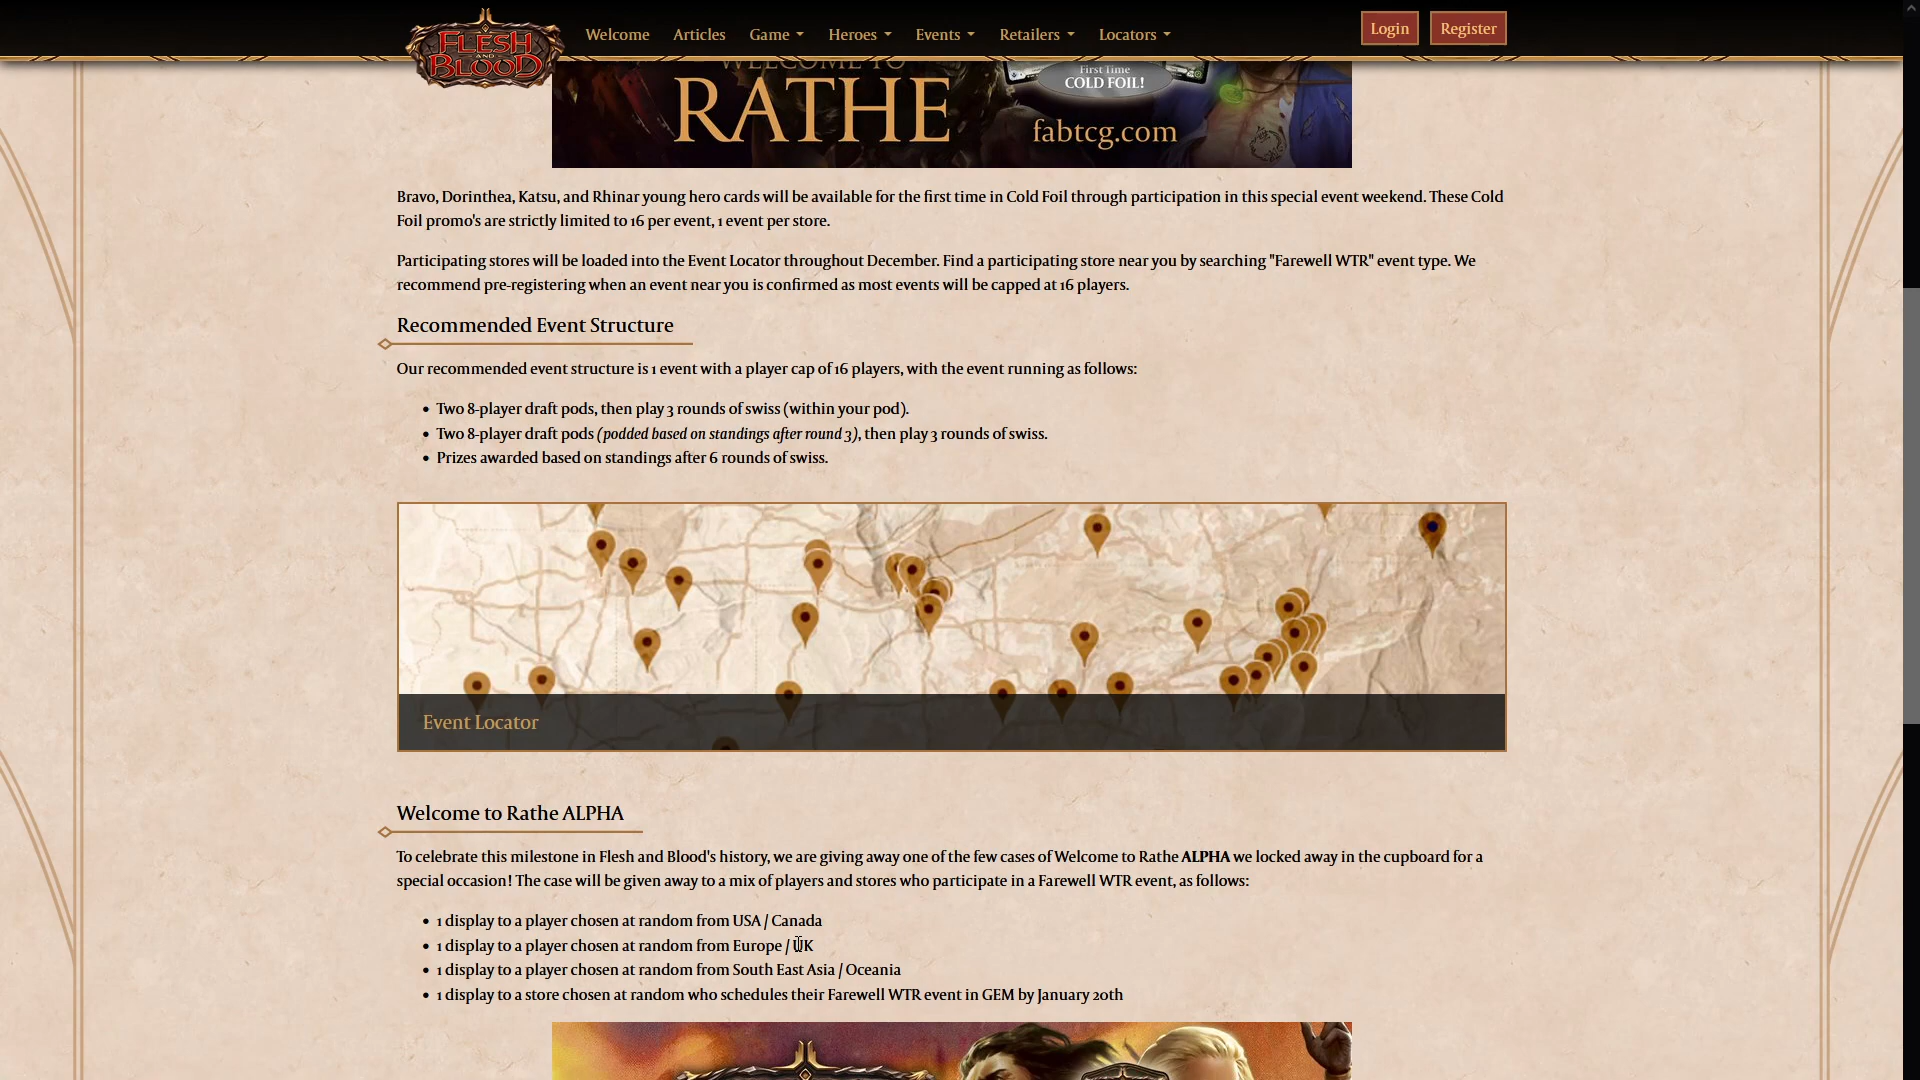 FLESH
AND
BLOOD
Welcome
Articles
Game
Heroes
Events
Retailers
Locators
Login
Register
WELCOME TO
RATHE
First Time
COLD FOIL!
fabtcg.com
Bravo, Dorinthea, Katsu, and Rhinar young hero cards will be available for the first time in Cold Foil through participation in this special event weekend. These Cold
Foil promo's are strictly limited to 16 per event, 1 event per store.
Participating stores will be loaded into the Event Locator throughout December. Find a participating store near you by searching "Farewell WTR" event type. We
recommend pre-registering when an event near you is confirmed as most events will be capped at 16 players.
Recommended Event Structure
Our recommended event structure is 1 event with a player cap of 16 players, with the event running as follows:
Two 8-player draft pods, then play 3 rounds of swiss (within your pod).
Two 8-player draft pods (podded based on standings after round 3), then play 3 rounds of swiss.
Prizes awarded based on standings after 6 rounds of swiss.
Event Locator
Welcome to Rathe ALPHA
To celebrate this milestone in Flesh and Blood's history, we are giving away one of the few cases of Welcome to Rathe ALPHA we locked away in the cupboard for a
special occasion! The case will be given away to a mix of players and stores who participate in a Farewell WTR event, as follows:
1 display to a player chosen at random from USA / Canada
1 display to a player chosen at random from Europe / UK
1 display to a player chosen at random from South East Asia / Oceania
1 display to a store chosen at random who schedules their Farewell WTR event in GEM by January 20th